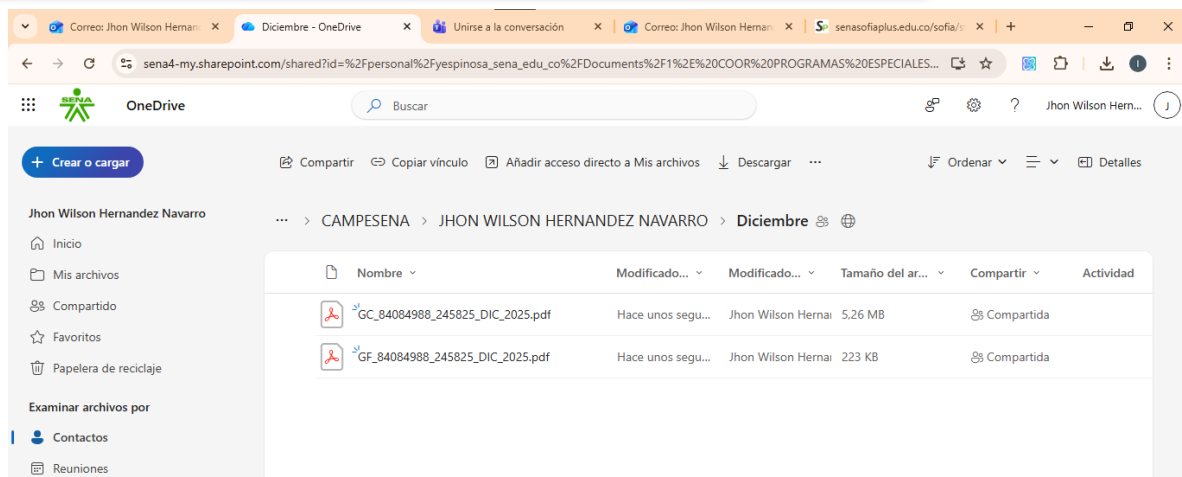 Correo: Jhon Wilson Hernan
Diciembre - OneDrive
Unirse a la conversación
Correo: Jhon Wilson Hernan
senasofiaplus.edu.co/sofia/s
sena4-my.sharepoint.com/shared?id=%2Fpersonal%2Fyespinosa_sena_edu_co%2FDocuments%2F1%2E%20COOR%20PROGRAMAS%20ESPECIALES...
I
SENA
OneDrive
Buscar
Jhon Wilson Hern...
J
Crear o cargar
Compartir
Copiar vínculo
Añadir acceso directo a Mis archivos
Descargar
...
Ordenar
Detalles
Jhon Wilson Hernandez Navarro
... > CAMPESENA > JHON WILSON HERNANDEZ NAVARRO > Diciembre
Inicio
Mis archivos
Compartido
Favoritos
Papelera de reciclaje
Examinar archivos por
Contactos
Reuniones
Nombre Modificado... Modificado... Tamaño del ar... Compartir Actividad
GC_84084988_245825_DIC_2025.pdf Hace unos segu... Jhon Wilson Hernai 5,26 MB Compartida
GF_84084988_245825_DIC_2025.pdf Hace unos segu... Jhon Wilson Hernai 223 KB Compartida